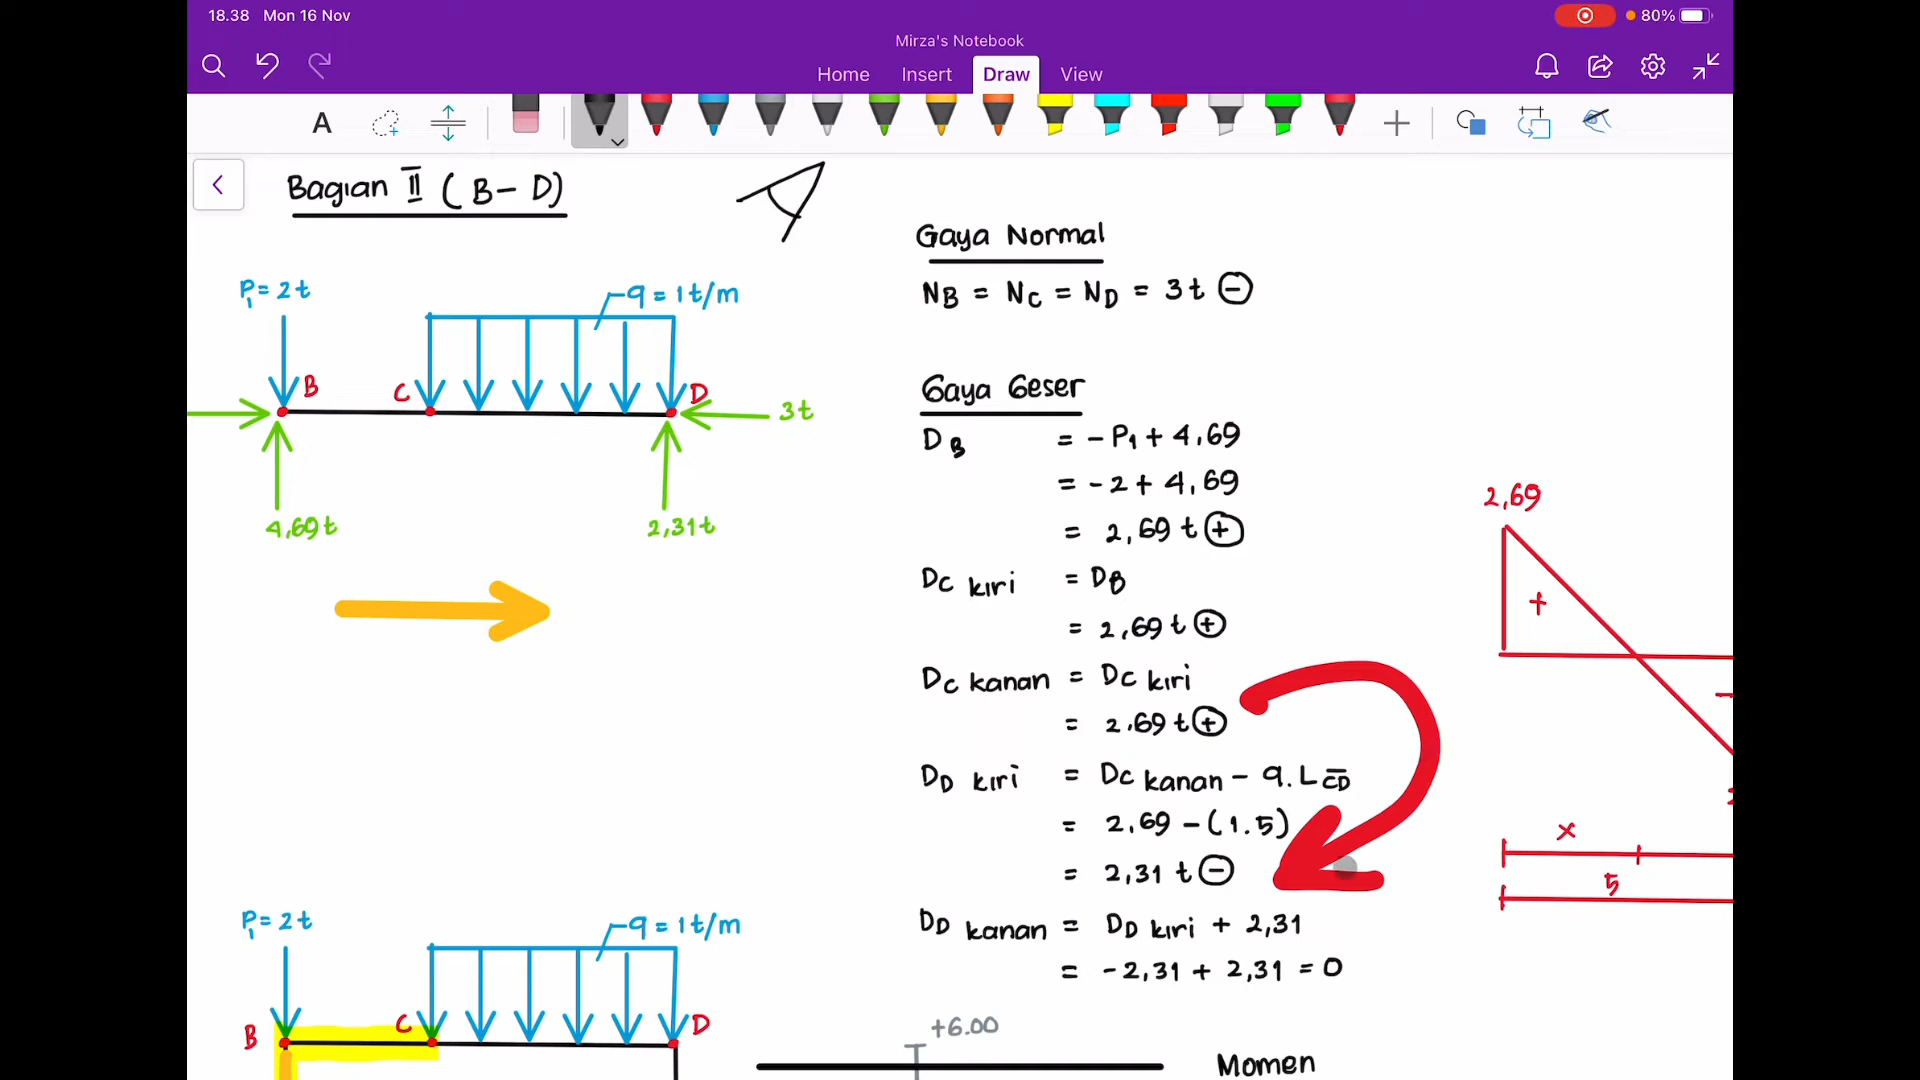 18.38 Mon 16 Nov
80%
Mirza's Notebook
Home Insert Draw View
A
Bagian II (B-D)
P1 = 2t
q = 1t/m
B
C
D
3t
4,69t
2,31t
Gaya Normal
NB = NC = ND = 3t ⊖
Gaya Geser
DB = -P1 + 4,69
= -2 + 4,69
= 2,69 t ⊕
DC kiri = DB
= 2,69 t ⊕
DC kanan = DC kiri
= 2.69 t ⊕
DD kiri = DC kanan - q.L CD
= 2,69 - (1.5)
= 2,31 t ⊖
DD kanan = DD kiri + 2,31
= -2,31 + 2,31 = 0
2,69
+
x
5
P1 = 2t
q = 1t/m
B
C
D
+6.00
Momen